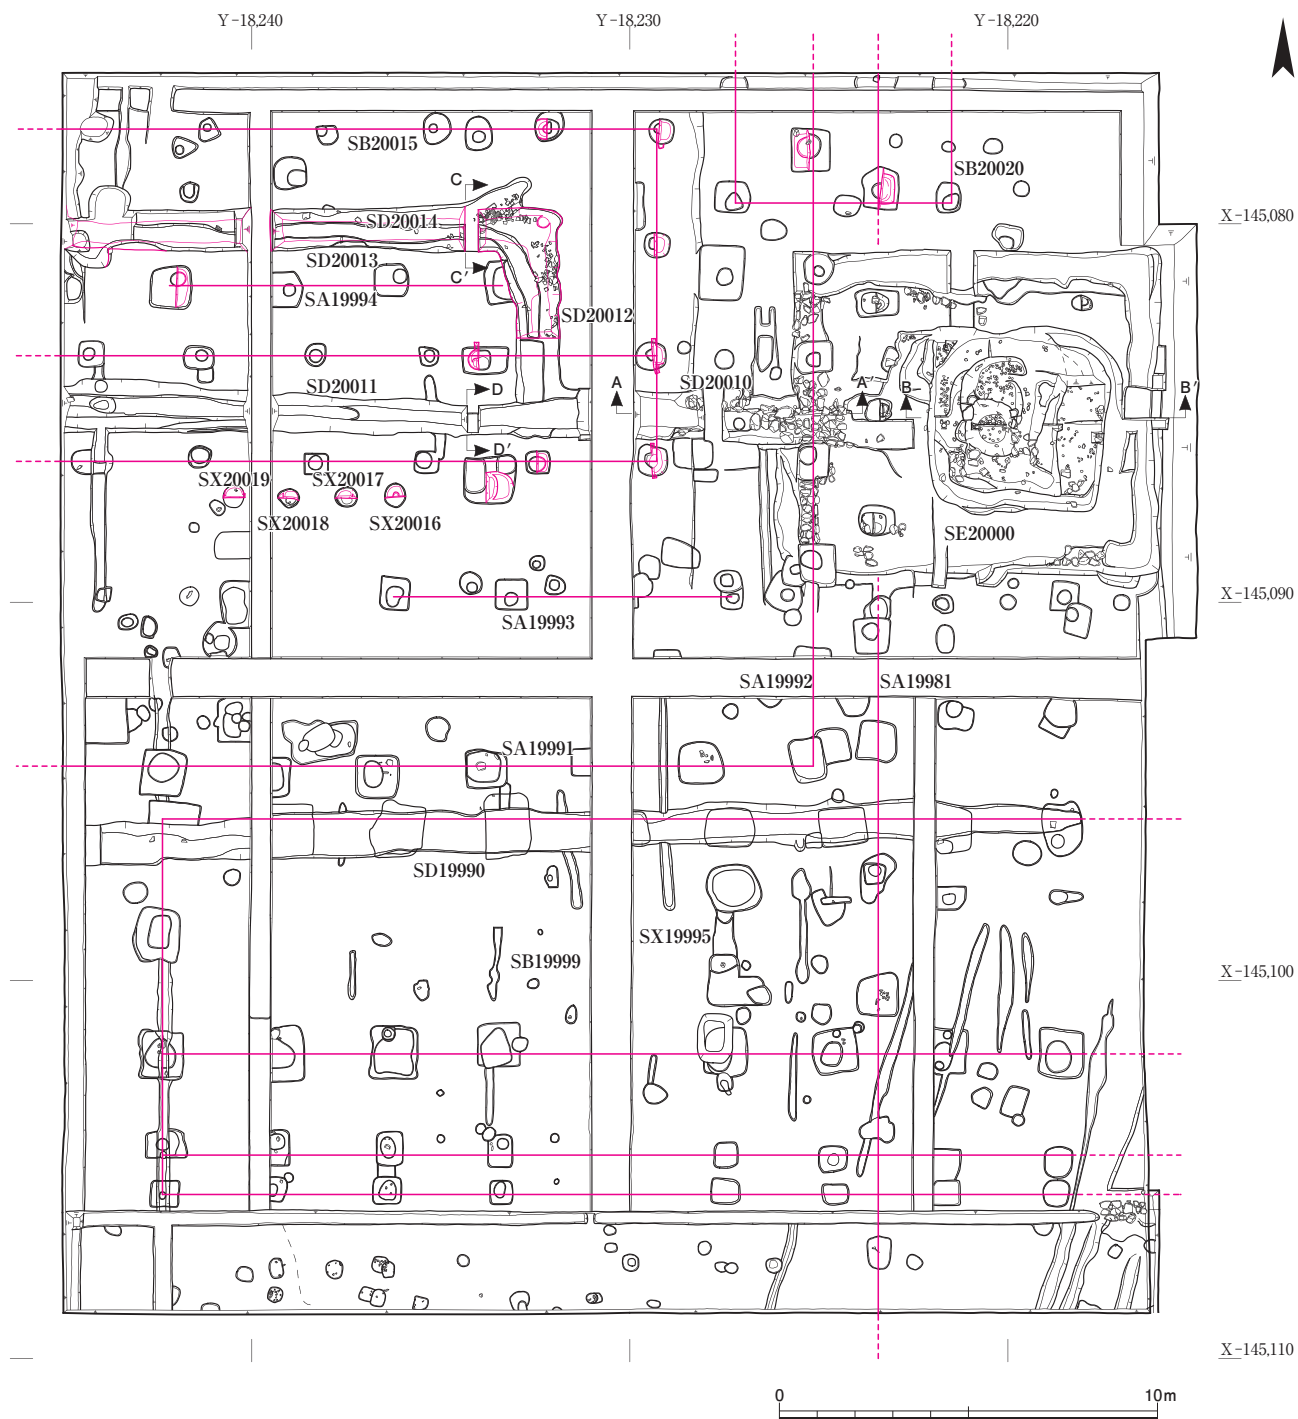 Y -18,240
Y -18,230
Y -18,220
SB20015
SB20020
C
SD20014
X -145,080
SD20013
C′
SA19994
SD20012
SD20011
D
A
SD20010
A′
B
B′
D′
SX20019
SX20017
SX20018
SX20016
SE20000
X -145,090
SA19993
SA19992
SA19981
SA19991
SD19990
SX19995
SB19999
X -145,100
X -145,110
0
10m